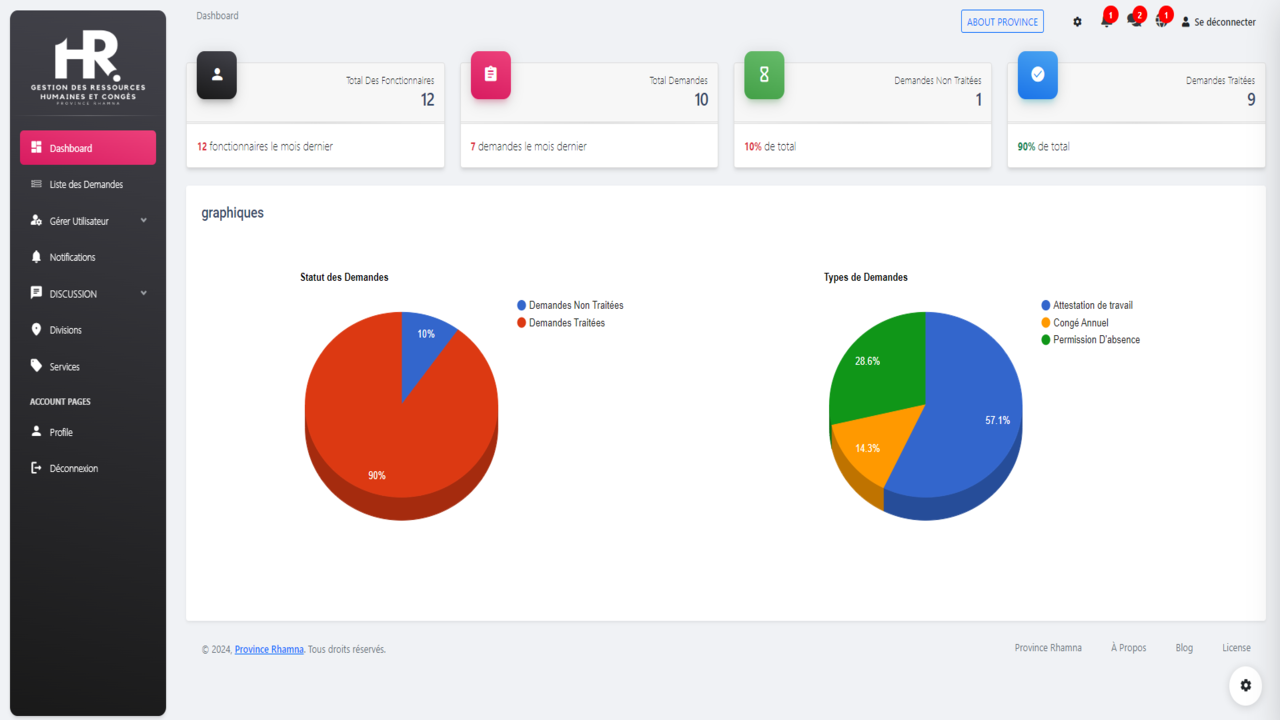 HR.
GESTION DES RESSOURCES
HUMAINES ET CONGÉS
PROVINCE RHAMNA
Dashboard
Liste des Demandes
Gérer Utilisateur
Notifications
DISCUSSION
Divisions
Services
ACCOUNT PAGES
Profile
Déconnexion
Dashboard
ABOUT PROVINCE
1
2
1
Se déconnecter
Total Des Fonctionnaires
12
12 fonctionnaires le mois dernier
Total Demandes
10
7 demandes le mois dernier
Demandes Non Traitées
1
10% de total
Demandes Traitées
9
90% de total
graphiques
Statut des Demandes
Demandes Non Traitées
Demandes Traitées
10%
90%
Types de Demandes
Attestation de travail
Congé Annuel
Permission D'absence
28.6%
57.1%
14.3%
© 2024, Province Rhamna. Tous droits réservés.
Province Rhamna
À Propos
Blog
License